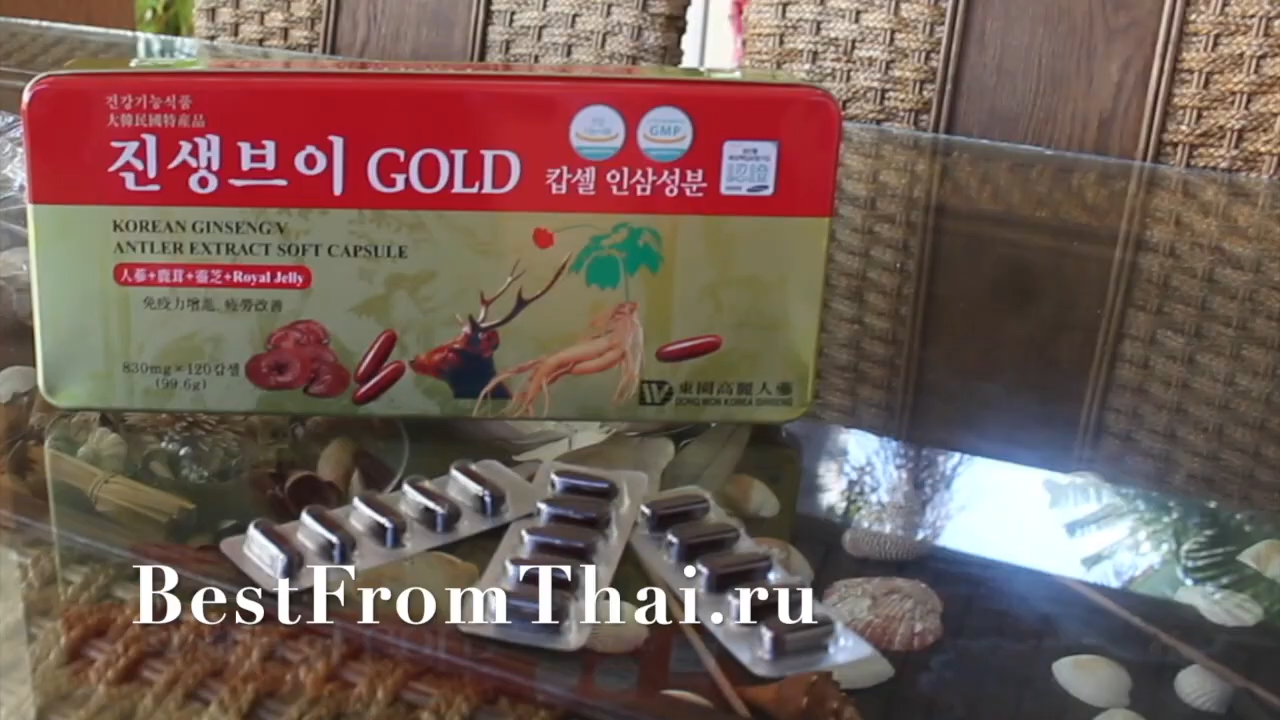 건강기능식품
大韓民國特産品
진생브이 GOLD
GMP
캅셀 인삼성분
KOREAN GINSENG V
ANTLER EXTRACT SOFT CAPSULE
人蔘+鹿茸+靈芝+Royal Jelly
免疫力增進 疲勞改善
830mg×120캅셀
(99.6g)
東園高麗人蔘
DONG WON KOREA GINSENG
BestFromThai.ru